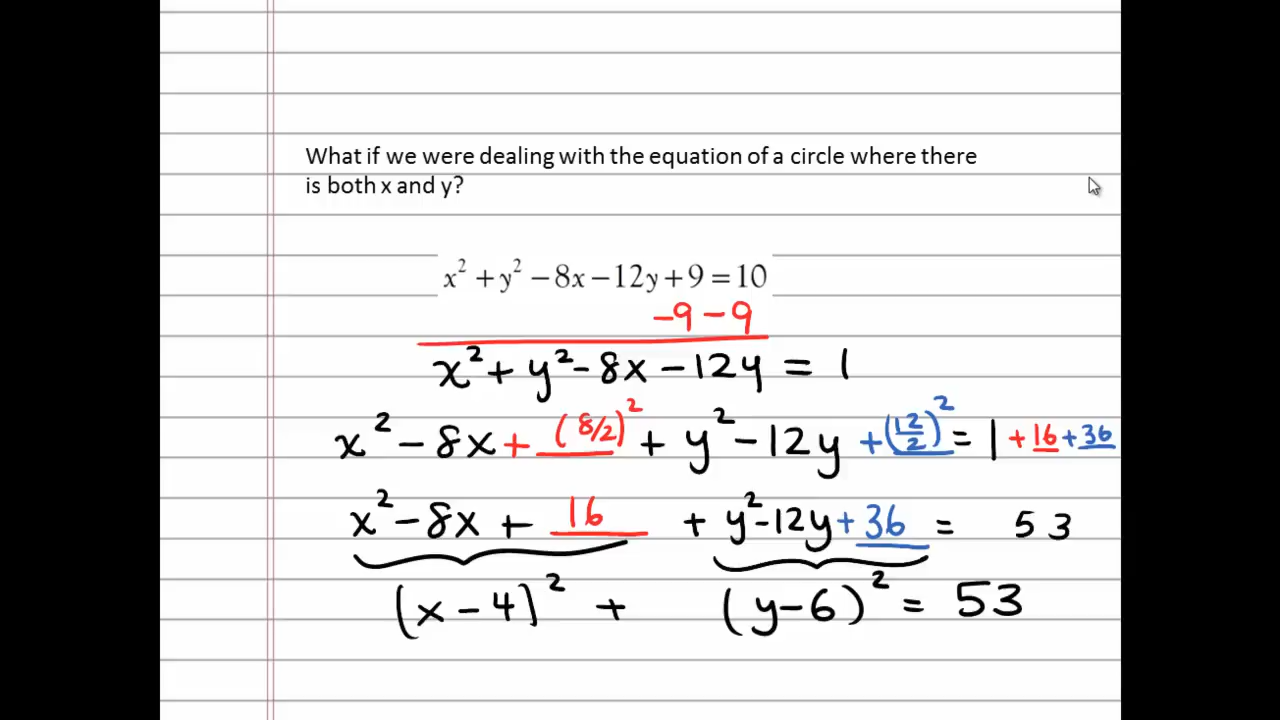 What if we were dealing with the equation of a circle where there
is both x and y?
x² + y² − 8x − 12y + 9 = 10
−9 − 9
x² + y² − 8x − 12y = 1
x² − 8x + (8/2)² + y² − 12y + (12/2)² = 1 + 16 + 36
x² − 8x + 16 + y² − 12y + 36 = 53
(x − 4)² + (y − 6)² = 53